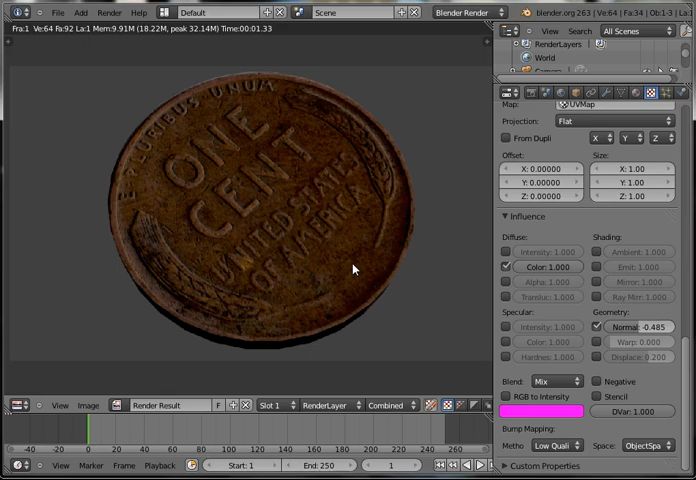 File Add Render Help Default Scene Blender Render blender.org 263 | Ve:64 | Fa:34 | Ob:1-3 | La:
Fra:1 Ve:64 Fa:92 La:1 Mem:9.91M (18.22M, peak 32.14M) Time:00:01.33
View Search All Scenes
RenderLayers
World
Camera
E PLURIBUS UNUM
ONE
CENT
UNITED STATES
OF AMERICA
Map: UVMap
Projection: Flat
From Dupli X Y Z
Offset: Size:
X: 0.00000 X: 1.00
Y: 0.00000 Y: 1.00
Z: 0.00000 Z: 1.00
Influence
Diffuse: Shading:
Intensity: 1.000 Ambient: 1.000
Color: 1.000 Emit: 1.000
Alpha: 1.000 Mirror: 1.000
Transluc: 1.000 Ray Mirr: 1.000
Specular: Geometry:
Intensity: 1.000 Normal: -0.485
Color: 1.000 Warp: 0.000
Hardnes: 1.000 Displace: 0.200
Blend: Mix Negative
RGB to Intensity Stencil
DVar: 1.000
Bump Mapping:
Metho Low Quali Space: ObjectSpa
Custom Properties
View Image Render Result F Slot 1 RenderLayer Combined
-40 -20 0 20 40 60 80 100 120 140 160 180 200 220 240 260
View Marker Frame Playback Start: 1 End: 250 1